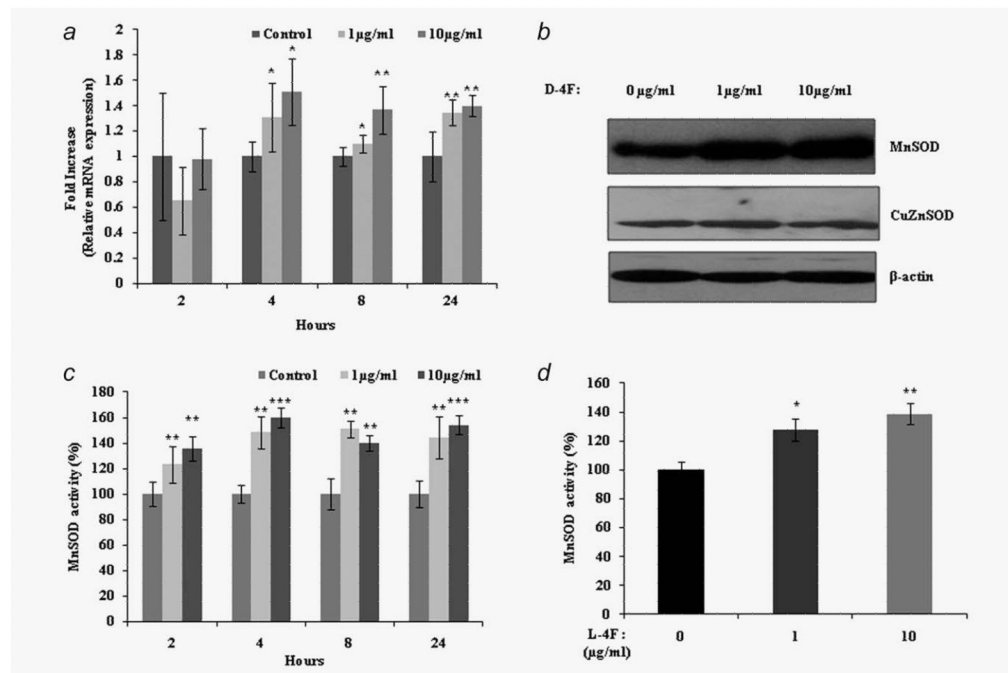 a
Control 1µg/ml 10µg/ml
Fold Increase
(Relative mRNA expression)
2
1.8
1.6
1.4
1.2
1
0.8
0.6
0.4
0.2
0
* *
* **
** **
2 4 8 24
Hours
b
D-4F: 0 µg/ml 1µg/ml 10µg/ml
MnSOD
CuZnSOD
β-actin
c
Control 1µg/ml 10µg/ml
MnSOD activity (%)
180
160
140
120
100
80
60
40
20
0
** **
** ***
** **
** ***
2 4 8 24
Hours
d
MnSOD activity (%)
160
140
120
100
80
60
40
20
0
* **
L-4F: 0 1 10
(µg/ml)